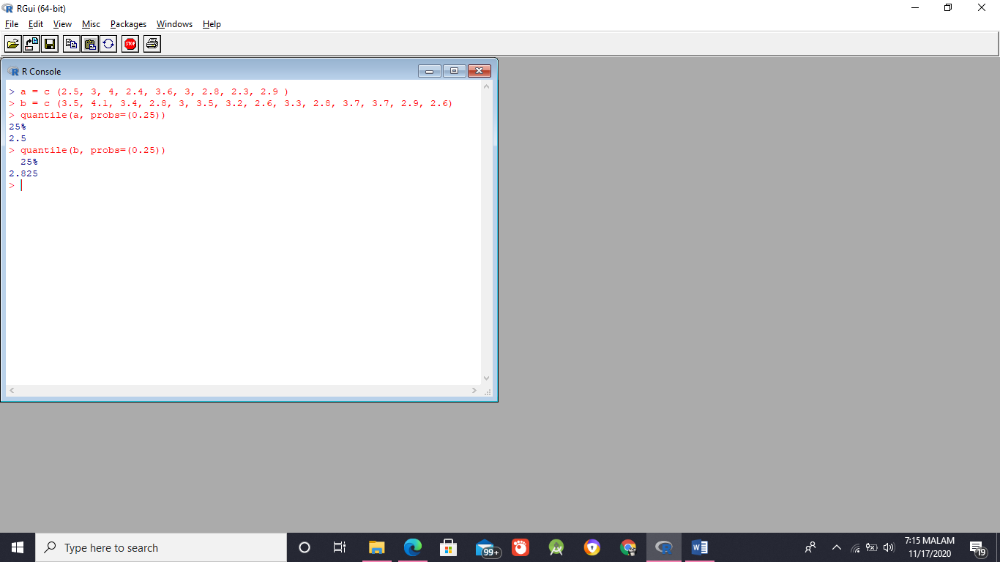 RGui (64-bit)
File Edit View Misc Packages Windows Help
STOP
R Console
> a = c (2.5, 3, 4, 2.4, 3.6, 3, 2.8, 2.3, 2.9 )
> b = c (3.5, 4.1, 3.4, 2.8, 3, 3.5, 3.2, 2.6, 3.3, 2.8, 3.7, 3.7, 2.9, 2.6)
> quantile(a, probs=(0.25))
25%
2.5
> quantile(b, probs=(0.25))
25%
2.825
>
Type here to search
99+
7:15 MALAM
11/17/2020
19